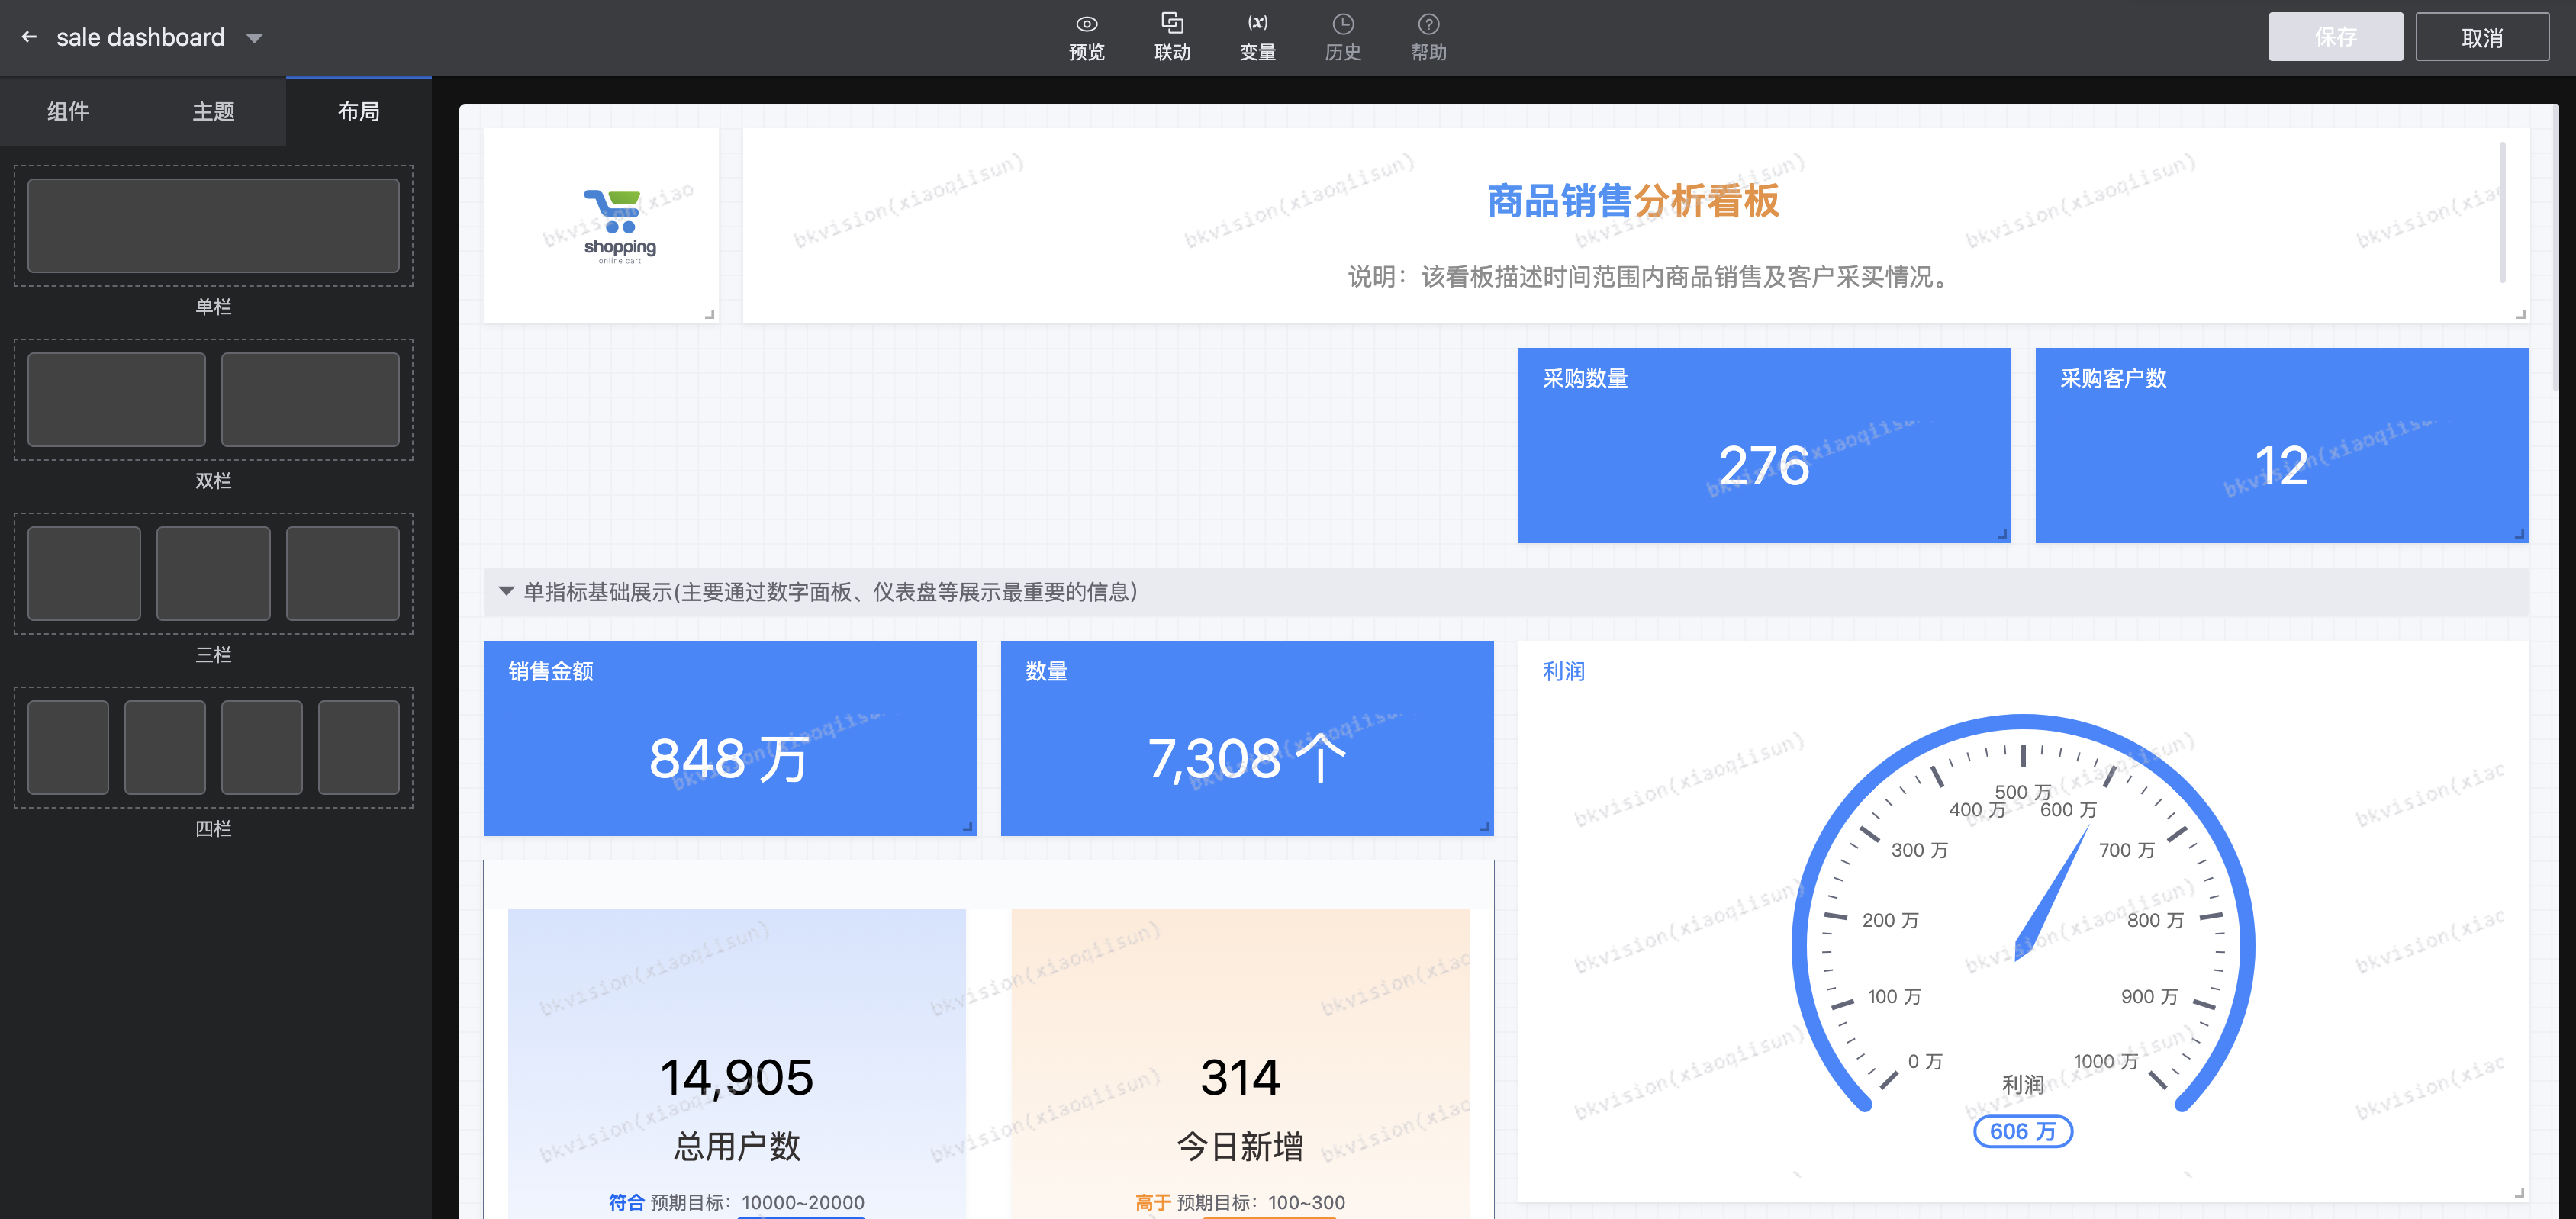 sale dashboard
预览
联动
(x)
变量
历史
?
帮助
保存
取消
组件
主题
布局
单栏
双栏
三栏
四栏
shopping
online cart
商品销售分析看板
说明：该看板描述时间范围内商品销售及客户采买情况。
采购数量
276
采购客户数
12
单指标基础展示(主要通过数字面板、仪表盘等展示最重要的信息)
销售金额
848 万
数量
7,308 个
利润
0 万
100 万
200 万
300 万
400 万
500 万
600 万
700 万
800 万
900 万
1000 万
利润
606 万
14,905
总用户数
符合 预期目标：10000~20000
314
今日新增
高于 预期目标：100~300
bkvision(xiaoqiisun)